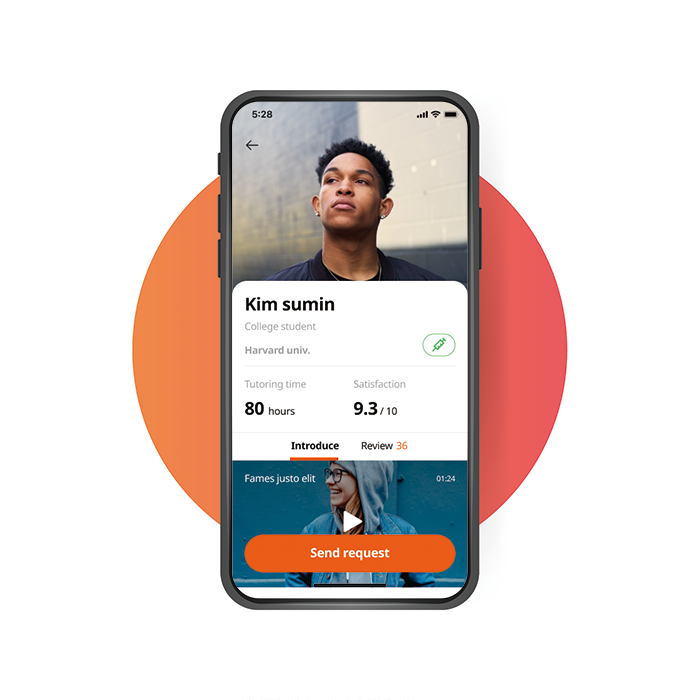 5:28
Kim sumin
College student
Harvard univ.
Tutoring time Satisfaction
80 hours 9.3 / 10
Introduce Review 36
Fames justo elit 01:24
Send request